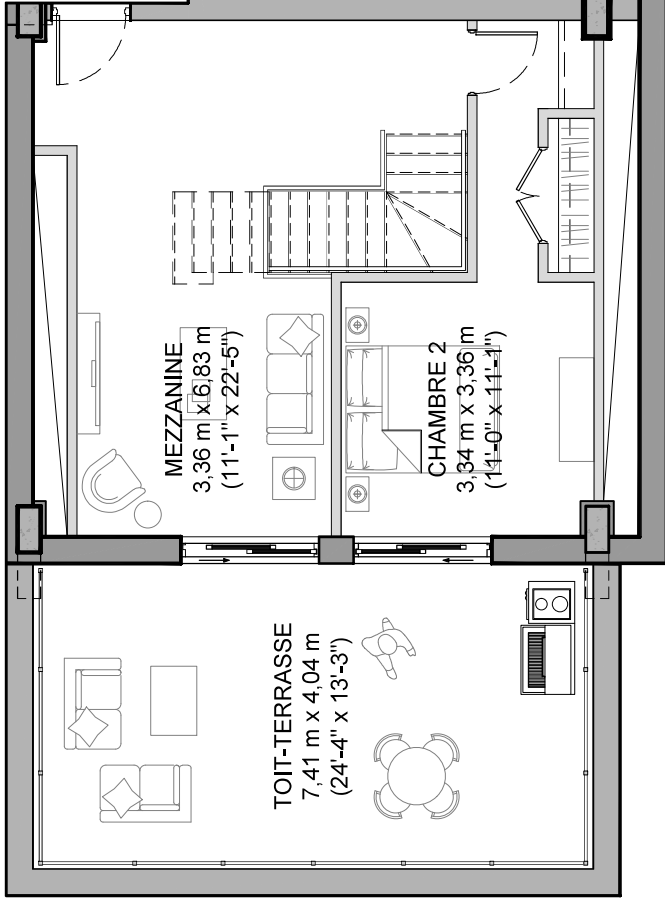 MEZZANINE
3,36 m x 6,83 m
(11'-1" x 22'-5")
CHAMBRE 2
3,34 m x 3,36 m
(11'-0" x 11'-1")
TOIT-TERRASSE
7,41 m x 4,04 m
(24'-4" x 13'-3")